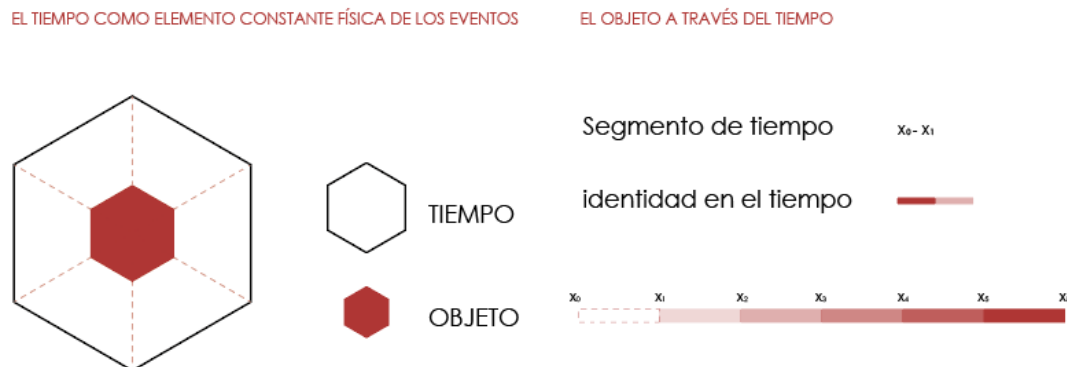 EL TIEMPO COMO ELEMENTO CONSTANTE FÍSICA DE LOS EVENTOS
TIEMPO
OBJETO
EL OBJETO A TRAVÉS DEL TIEMPO
Segmento de tiempo X₀- X₁
identidad en el tiempo
X₀ X₁ X₂ X₃ X₄ X₅